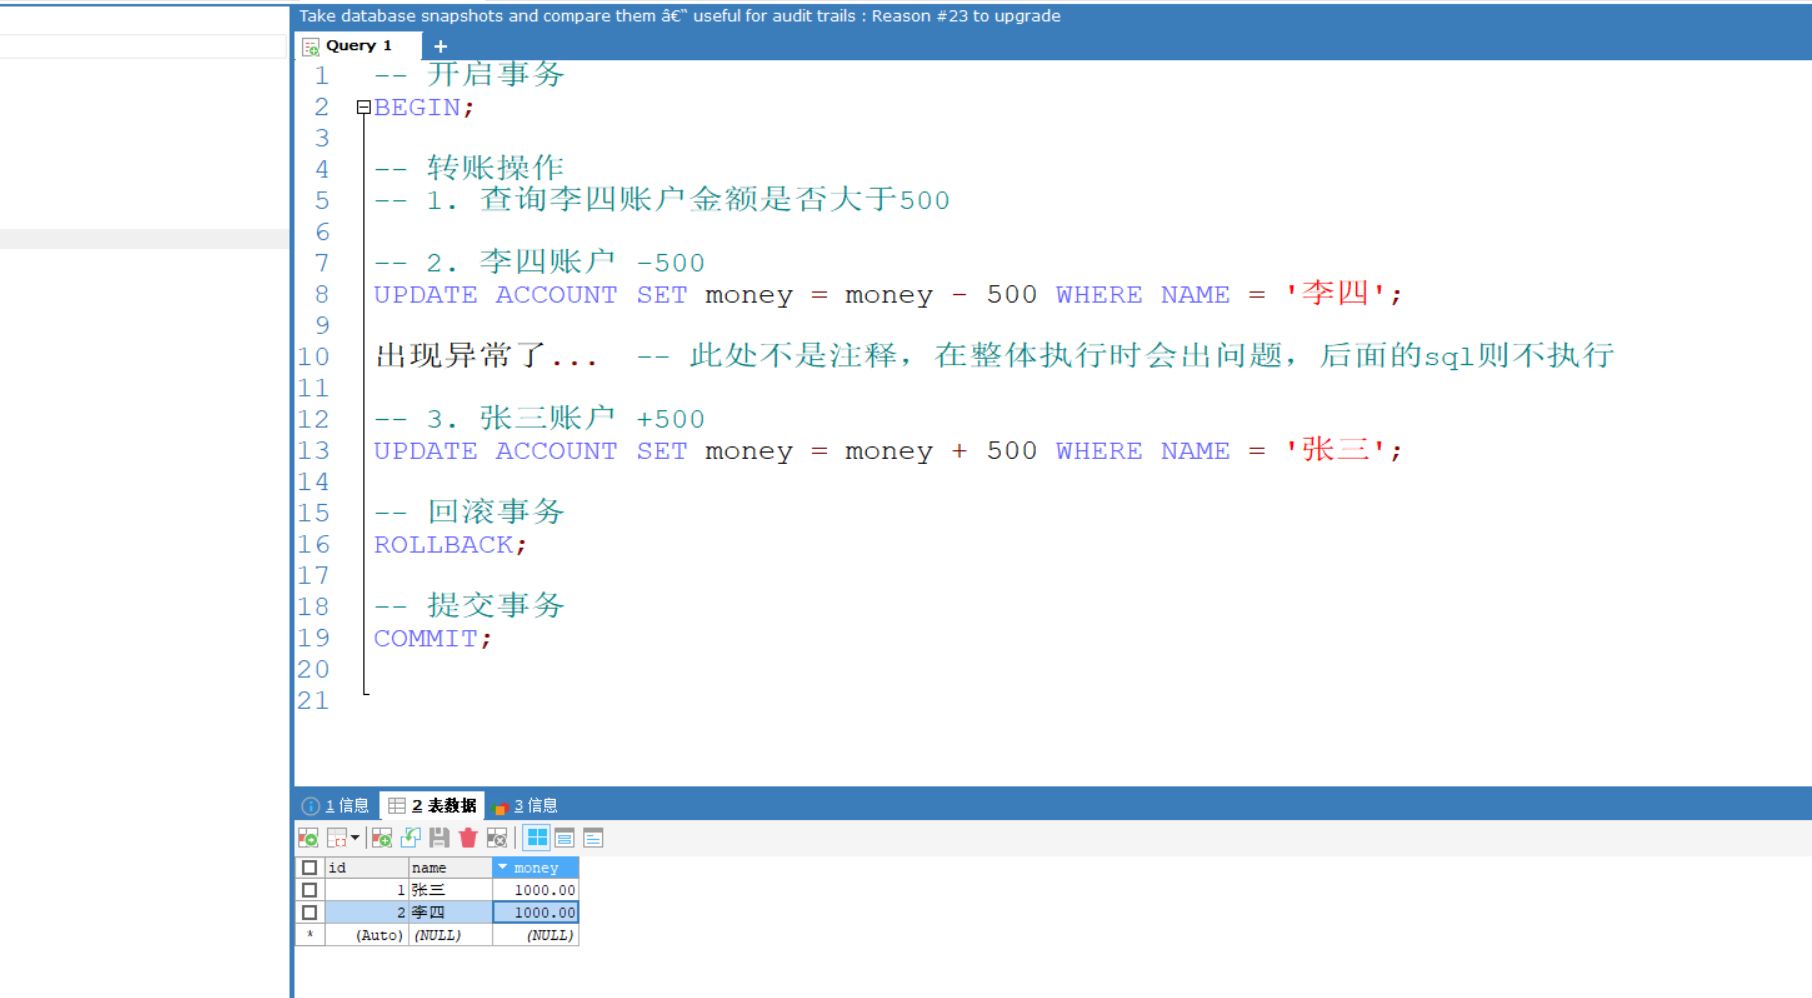 Take database snapshots and compare them â€“ useful for audit trails : Reason #23 to upgrade
Query 1 +
1 -- 开启事务
2 BEGIN;
3
4 -- 转账操作
5 -- 1. 查询李四账户金额是否大于500
6
7 -- 2. 李四账户 -500
8 UPDATE ACCOUNT SET money = money - 500 WHERE NAME = '李四';
9
10 出现异常了... -- 此处不是注释，在整体执行时会出问题，后面的sql则不执行
11
12 -- 3. 张三账户 +500
13 UPDATE ACCOUNT SET money = money + 500 WHERE NAME = '张三';
14
15 -- 回滚事务
16 ROLLBACK;
17
18 -- 提交事务
19 COMMIT;
20
21
1 信息 2 表数据 3 信息
id name money
1 张三 1000.00
2 李四 1000.00
* (Auto) (NULL) (NULL)